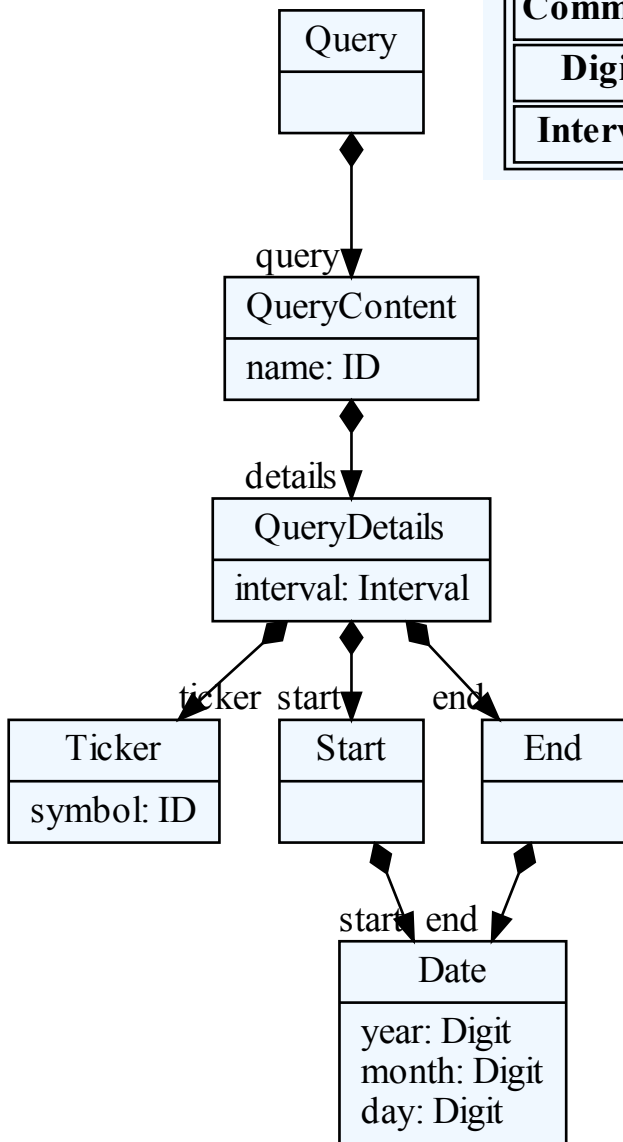 Query
query
QueryContent
name: ID
details
QueryDetails
interval: Interval
ticker start end
Ticker
symbol: ID
Start
End
start end
Date
year: Digit
month: Digit
day: Digit